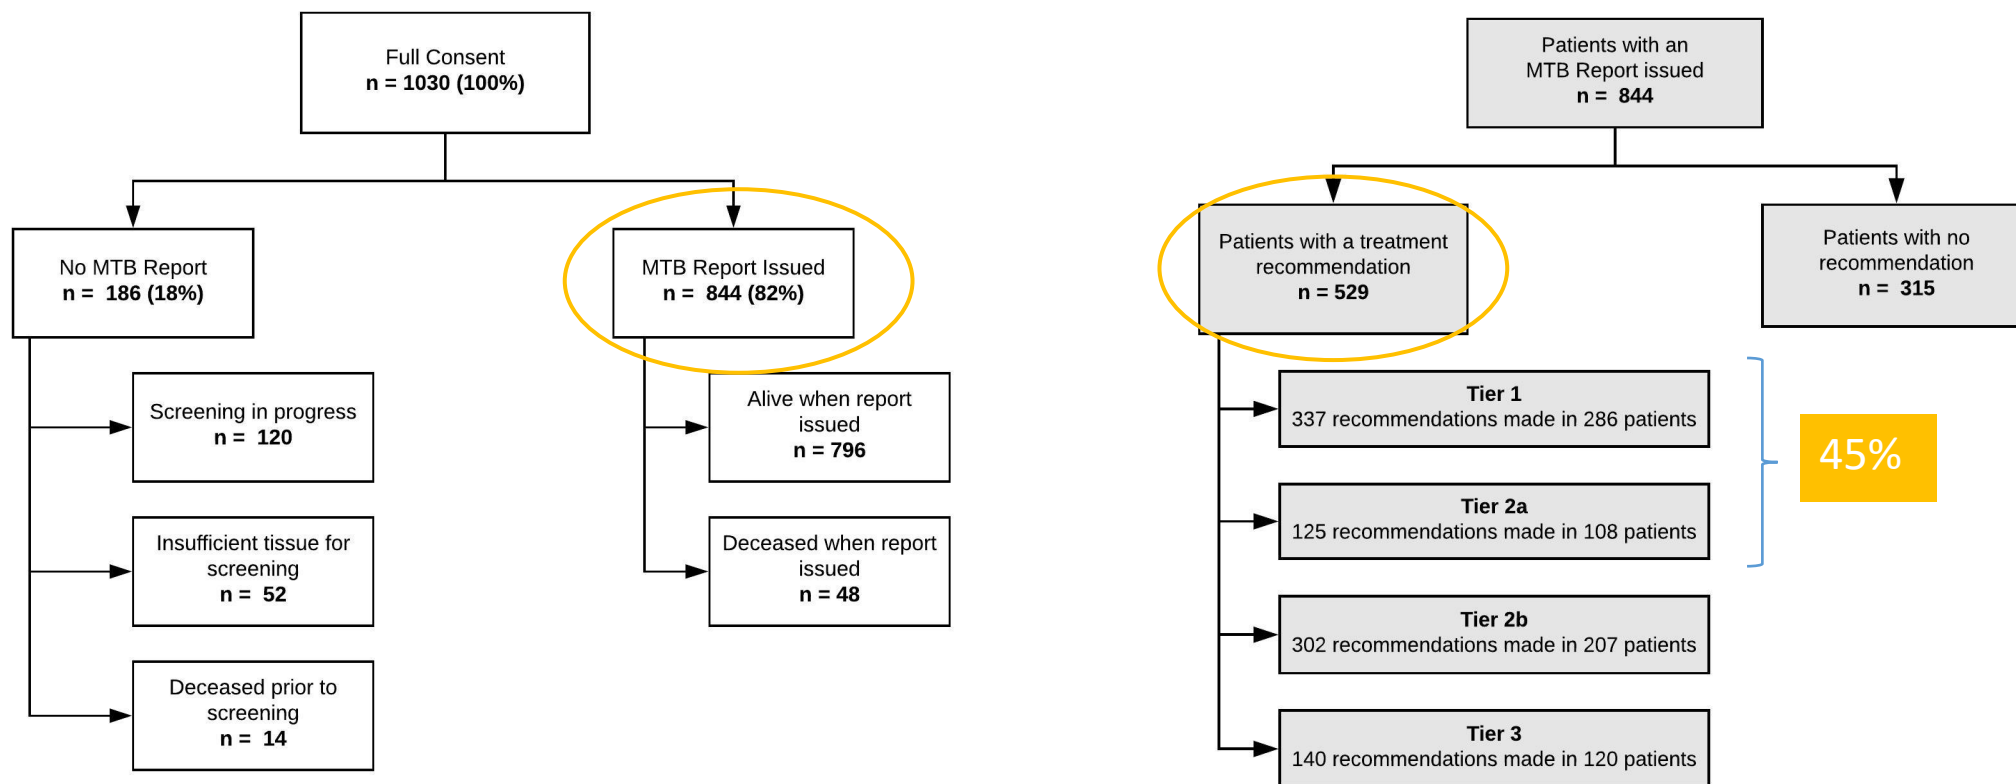 Full Consent
n = 1030 (100%)
No MTB Report
n = 186 (18%)
MTB Report Issued
n = 844 (82%)
Screening in progress
n = 120
Insufficient tissue for
screening
n = 52
Deceased prior to
screening
n = 14
Alive when report
issued
n = 796
Deceased when report
issued
n = 48
Patients with an
MTB Report issued
n = 844
Patients with a treatment
recommendation
n = 529
Patients with no
recommendation
n = 315
Tier 1
337 recommendations made in 286 patients
Tier 2a
125 recommendations made in 108 patients
45%
Tier 2b
302 recommendations made in 207 patients
Tier 3
140 recommendations made in 120 patients